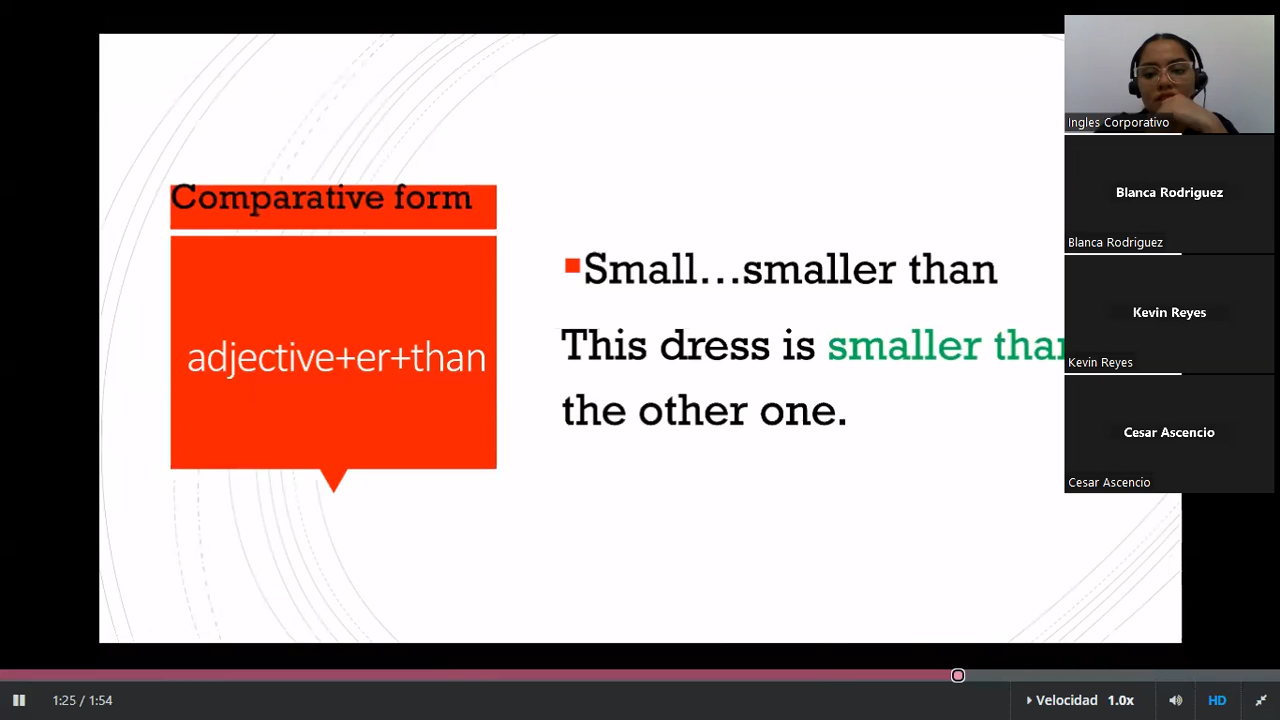 Comparative form
adjective+er+than
Small...smaller than
This dress is smaller than
the other one.
Ingles Corporativo
Blanca Rodriguez
Blanca Rodriguez
Kevin Reyes
Kevin Reyes
Cesar Ascencio
Cesar Ascencio
1:25 / 1:54
Velocidad 1.0x
HD